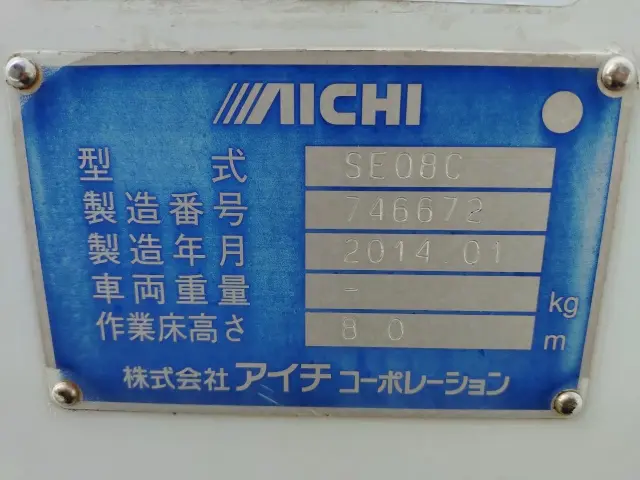 AICHI
型式 SE08C
製造番号 746672
製造年月 2014.01
車両重量 - kg
作業床高さ 8.0 m
株式会社アイチコーポレーション